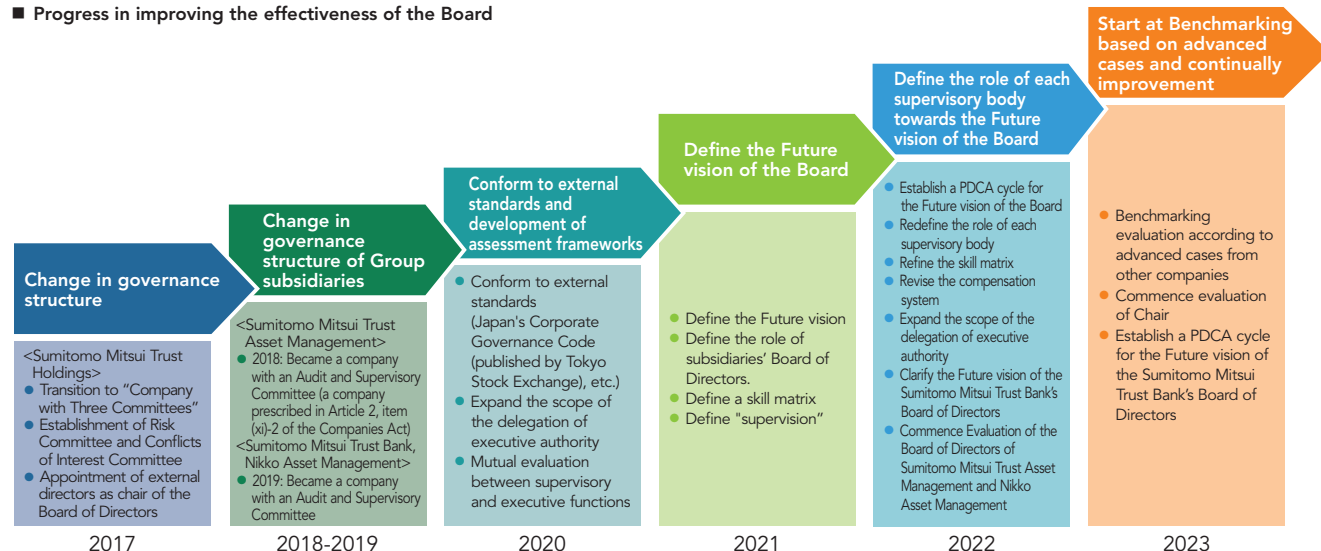 ■ Progress in improving the effectiveness of the Board
Change in governance
structure
<Sumitomo Mitsui Trust
Holdings>
● Transition to "Company
with Three Committees"
● Establishment of Risk
Committee and Conflicts
of Interest Committee
● Appointment of external
directors as chair of the
Board of Directors
2017
Change in
governance
structure of Group
subsidiaries
<Sumitomo Mitsui Trust
Asset Management>
● 2018: Became a company
with an Audit and Supervisory
Committee (a company
prescribed in Article 2, item
(xi)-2 of the Companies Act)
<Sumitomo Mitsui Trust Bank,
Nikko Asset Management>
● 2019: Became a company
with an Audit and Supervisory
Committee
2018-2019
Conform to external
standards and
development of
assessment frameworks
● Conform to external
standards
(Japan's Corporate
Governance Code
(published by Tokyo
Stock Exchange), etc.)
● Expand the scope of
the delegation of
executive authority
● Mutual evaluation
between supervisory
and executive functions
2020
Define the Future
vision of the Board
● Define the Future vision
● Define the role of
subsidiaries' Board of
Directors.
● Define a skill matrix
● Define "supervision"
2021
Define the role of each
supervisory body
towards the Future
vision of the Board
● Establish a PDCA cycle for
the Future vision of the Board
● Redefine the role of each
supervisory body
● Refine the skill matrix
● Revise the compensation
system
● Expand the scope of the
delegation of executive
authority
● Clarify the Future vision of the
Sumitomo Mitsui Trust Bank's
Board of Directors
● Commence Evaluation of the
Board of Directors of
Sumitomo Mitsui Trust Asset
Management and Nikko
Asset Management
2022
Start at Benchmarking
based on advanced
cases and continually
improvement
● Benchmarking
evaluation according to
advanced cases from
other companies
● Commence evaluation
of Chair
● Establish a PDCA cycle
for the Future vision of
the Sumitomo Mitsui
Trust Bank's Board of
Directors
2023